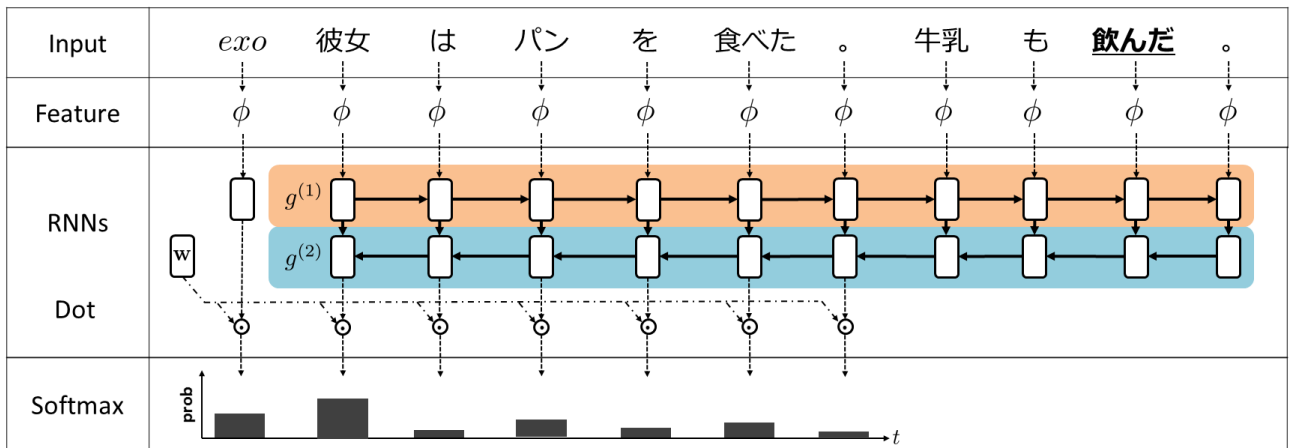 Input exo 彼女 は パン を 食べた 。 牛乳 も 飲んだ 。
Feature ϕ ϕ ϕ ϕ ϕ ϕ ϕ ϕ ϕ ϕ ϕ
g⁽¹⁾
RNNs
w g⁽²⁾
Dot
Softmax prob t